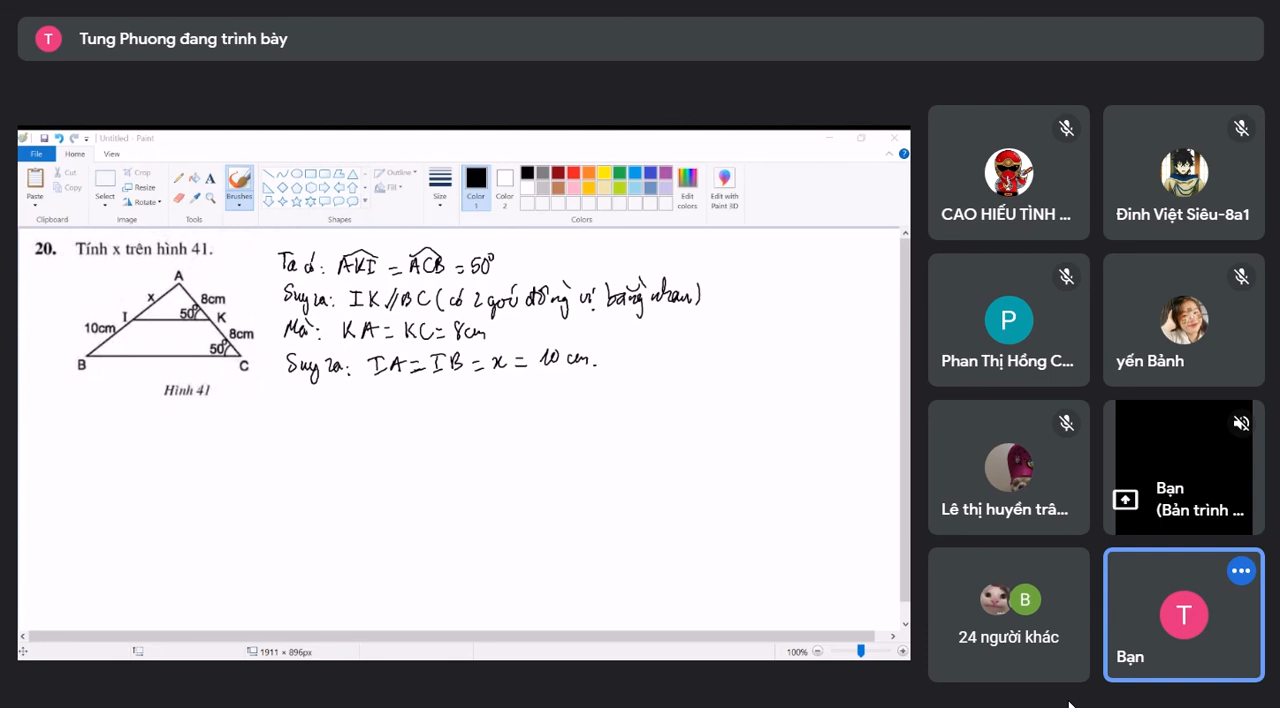 T
Tung Phuong đang trình bày
Untitled - Paint
File
Home
View
Paste
Cut
Copy
Clipboard
Select
Crop
Resize
Rotate
Image
Tools
Brushes
Outline
Fill
Shapes
Size
Color
1
Color
2
Colors
Edit
colors
Edit with
Paint 3D
20. Tính x trên hình 41.
A
x
8cm
I
50°
K
10cm
8cm
50°
B
C
Hình 41
Ta có: AKI = ACB = 50°
Suy ra: IK // BC (có 2 góc đồng vị bằng nhau)
Mà: KA = KC = 8cm
Suy ra: IA = IB = x = 10 cm.
1911 × 896px
100%
CAO HIẾU TÌNH ...
Đinh Việt Siêu-8a1
P
Phan Thị Hồng C...
yến Bảnh
Lê thị huyền trâ...
Bạn
(Bản trình ...
B
24 người khác
T
Bạn